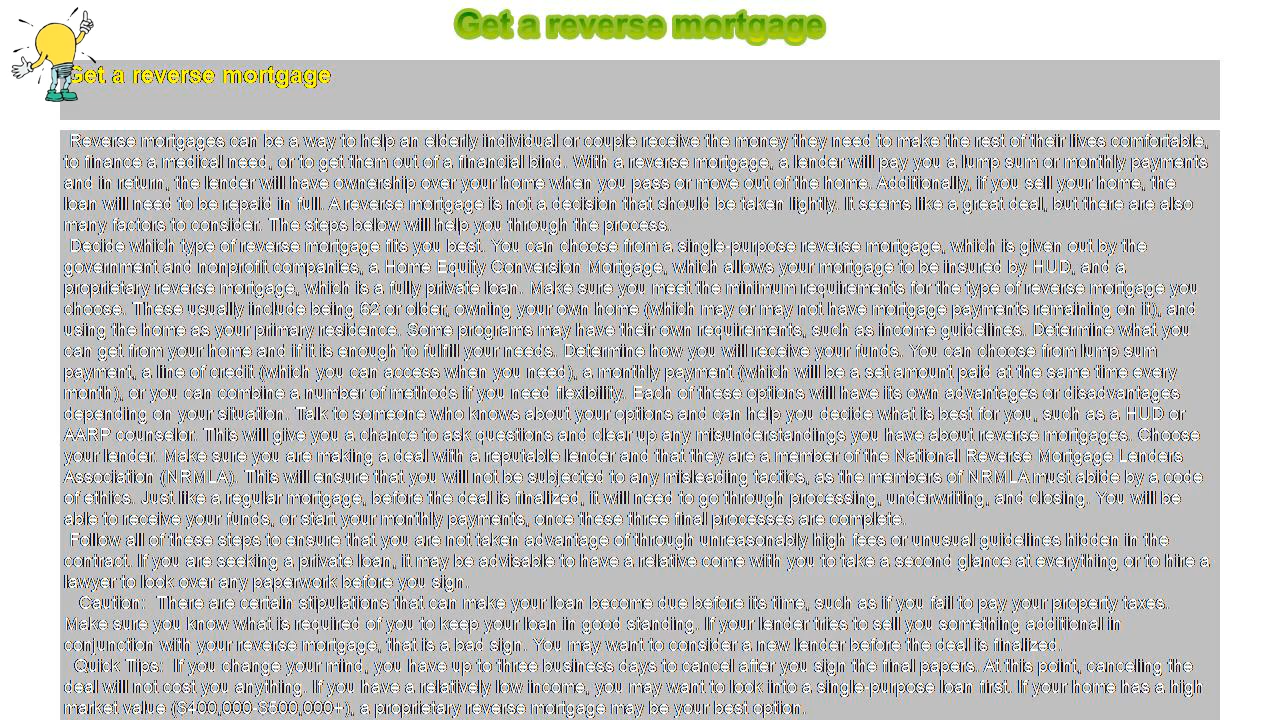 Get a reverse mortgage
Get a reverse mortgage
Reverse mortgages can be a way to help an elderly individual or couple receive the money they need to make the rest of their lives comfortable,
to finance a medical need, or to get them out of a financial bind. With a reverse mortgage, a lender will pay you a lump sum or monthly payments
and in return, the lender will have ownership over your home when you pass or move out of the home. Additionally, if you sell your home, the
loan will need to be repaid in full. A reverse mortgage is not a decision that should be taken lightly. It seems like a great deal, but there are also
many factors to consider. The steps below will help you through the process.
Decide which type of reverse mortgage fits you best. You can choose from a single-purpose reverse mortgage, which is given out by the
government and nonprofit companies, a Home Equity Conversion Mortgage, which allows your mortgage to be insured by HUD, and a
proprietary reverse mortgage, which is a fully private loan. Make sure you meet the minimum requirements for the type of reverse mortgage you
choose. These usually include being 62 or older, owning your own home (which may or may not have mortgage payments remaining on it), and
using the home as your primary residence. Some programs may have their own requirements, such as income guidelines. Determine what you
can get from your home and if it is enough to fulfill your needs. Determine how you will receive your funds. You can choose from lump sum
payment, a line of credit (which you can access when you need), a monthly payment (which will be a set amount paid at the same time every
month), or you can combine a number of methods if you need flexibility. Each of these options will have its own advantages or disadvantages
depending on your situation. Talk to someone who knows about your options and can help you decide what is best for you, such as a HUD or
AARP counselor. This will give you a chance to ask questions and clear up any misunderstandings you have about reverse mortgages. Choose
your lender. Make sure you are making a deal with a reputable lender and that they are a member of the National Reverse Mortgage Lenders
Association (NRMLA). This will ensure that you will not be subjected to any misleading tactics, as the members of NRMLA must abide by a code
of ethics. Just like a regular mortgage, before the deal is finalized, it will need to go through processing, underwriting, and closing. You will be
able to receive your funds, or start your monthly payments, once these three final processes are complete.
Follow all of these steps to ensure that you are not taken advantage of through unreasonably high fees or unusual guidelines hidden in the
contract. If you are seeking a private loan, it may be advisable to have a relative come with you to take a second glance at everything or to hire a
lawyer to look over any paperwork before you sign.
Caution: There are certain stipulations that can make your loan become due before its time, such as if you fail to pay your property taxes.
Make sure you know what is required of you to keep your loan in good standing. If your lender tries to sell you something additional in
conjunction with your reverse mortgage, that is a bad sign. You may want to consider a new lender before the deal is finalized.
Quick Tips: If you change your mind, you have up to three business days to cancel after you sign the final papers. At this point, canceling the
deal will not cost you anything. If you have a relatively low income, you may want to look into a single-purpose loan first. If your home has a high
market value ($400,000-$500,000+), a proprietary reverse mortgage may be your best option.